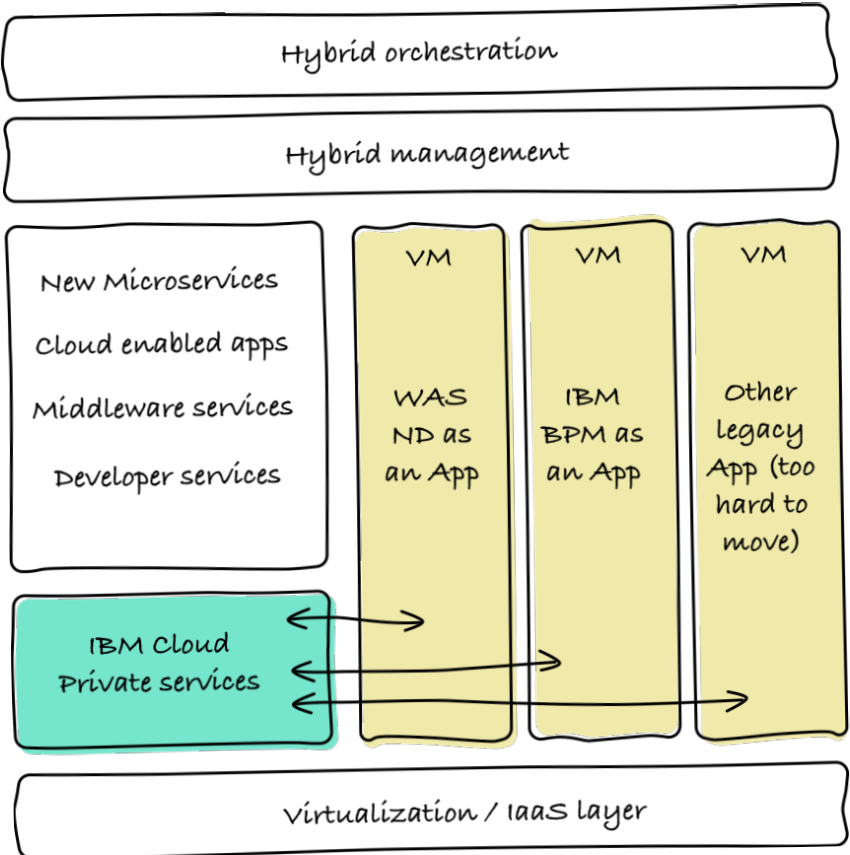 Hybrid orchestration
Hybrid management
New Microservices
Cloud enabled apps
Middleware services
Developer services
VM
WAS
ND as
an App
VM
IBM
BPM as
an App
VM
Other
legacy
App (too
hard to
move)
IBM Cloud
Private services
Virtualization / IaaS layer